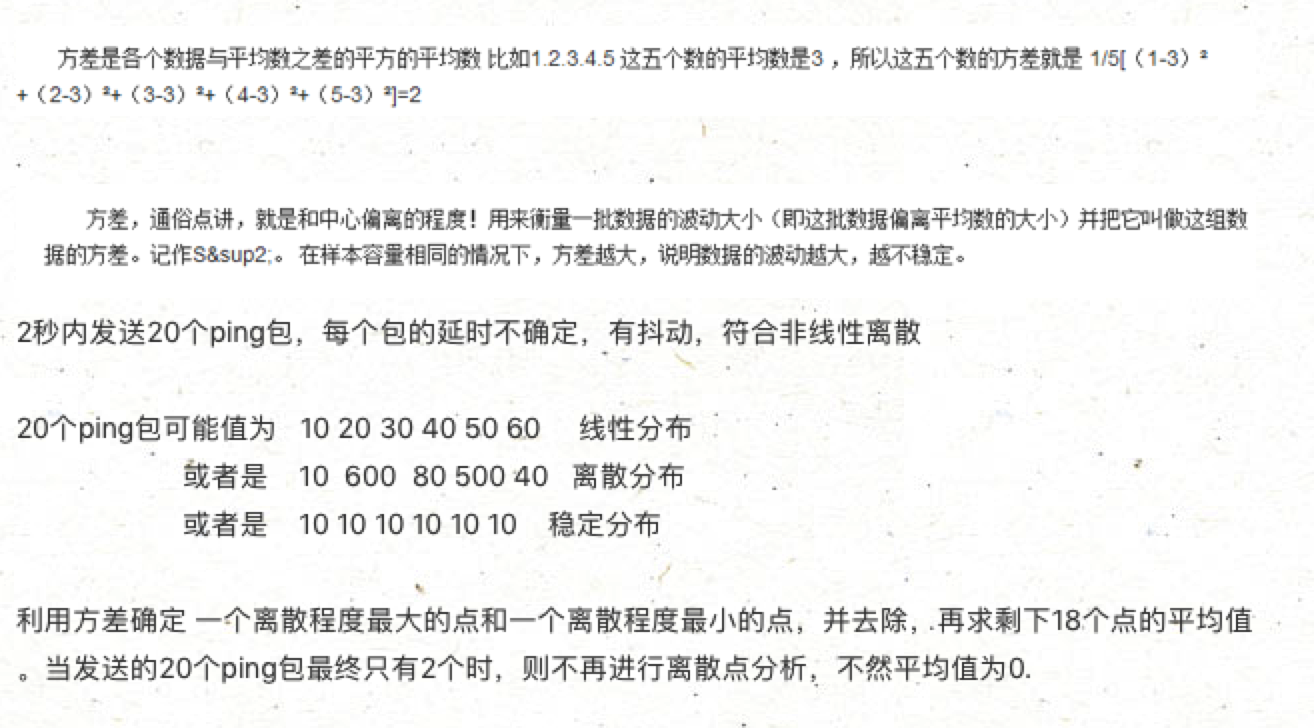 方差是各个数据与平均数之差的平方的平均数 比如1.2.3.4.5 这五个数的平均数是3 ，所以这五个数的方差就是 1/5[（1-3）²
+（2-3）²+（3-3）²+（4-3）²+（5-3）²]=2
方差，通俗点讲，就是和中心偏离的程度！用来衡量一批数据的波动大小（即这批数据偏离平均数的大小）并把它叫做这组数
据的方差。记作S&sup2;。 在样本容量相同的情况下，方差越大，说明数据的波动越大，越不稳定。
2秒内发送20个ping包，每个包的延时不确定，有抖动，符合非线性离散
20个ping包可能值为 10 20 30 40 50 60 线性分布
或者是 10 600 80 500 40 离散分布
或者是 10 10 10 10 10 10 稳定分布
利用方差确定 一个离散程度最大的点和一个离散程度最小的点，并去除，再求剩下18个点的平均值
。当发送的20个ping包最终只有2个时，则不再进行离散点分析，不然平均值为0.